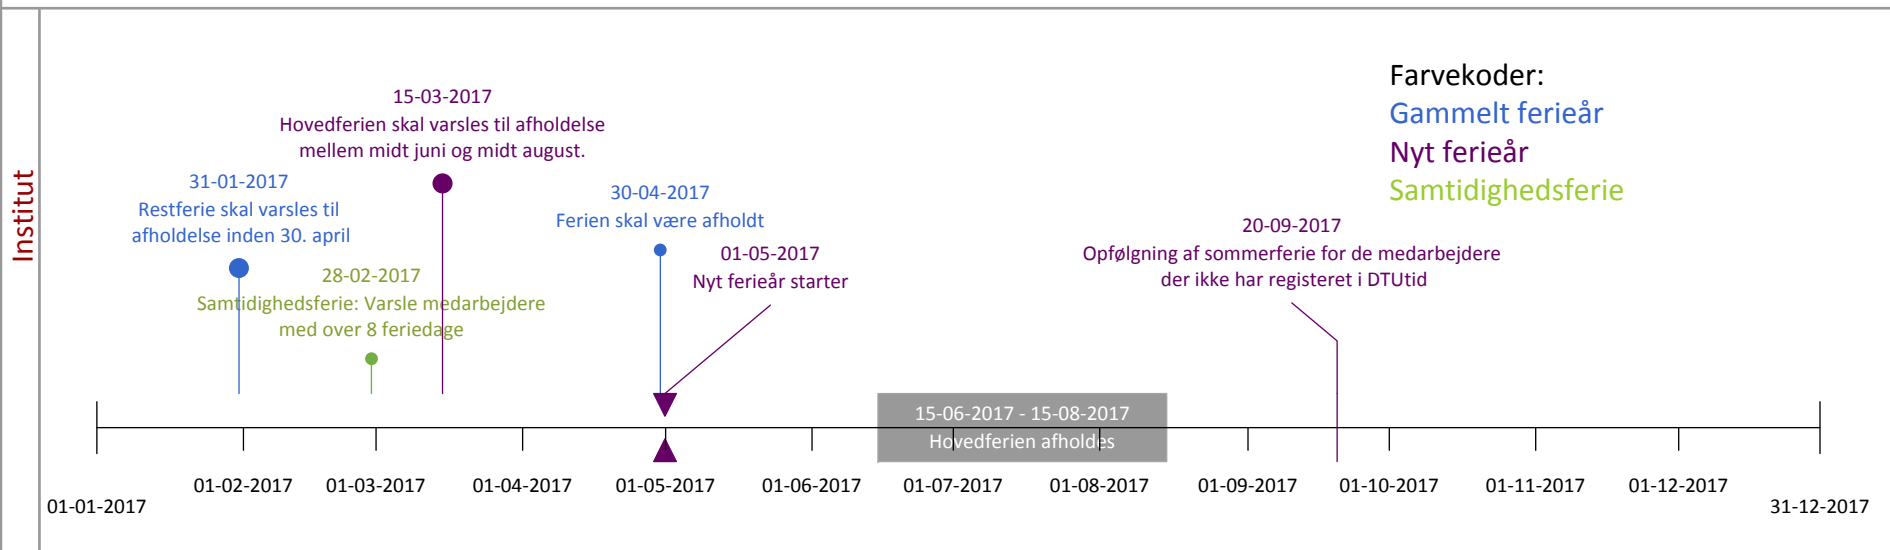 Institut
Farvekoder:
Gammelt ferieår
Nyt ferieår
Samtidighedsferie
15-03-2017
Hovedferien skal varsles til afholdelse
mellem midt juni og midt august.
31-01-2017
Restferie skal varsles til
afholdelse inden 30. april
28-02-2017
Samtidighedsferie: Varsle medarbejdere
med over 8 feriedage
30-04-2017
Ferien skal være afholdt
01-05-2017
Nyt ferieår starter
20-09-2017
Opfølgning af sommerferie for de medarbejdere
der ikke har registeret i DTUtid
15-06-2017 - 15-08-2017
Hovedferien afholdes
01-01-2017
01-02-2017
01-03-2017
01-04-2017
01-05-2017
01-06-2017
01-07-2017
01-08-2017
01-09-2017
01-10-2017
01-11-2017
01-12-2017
31-12-2017